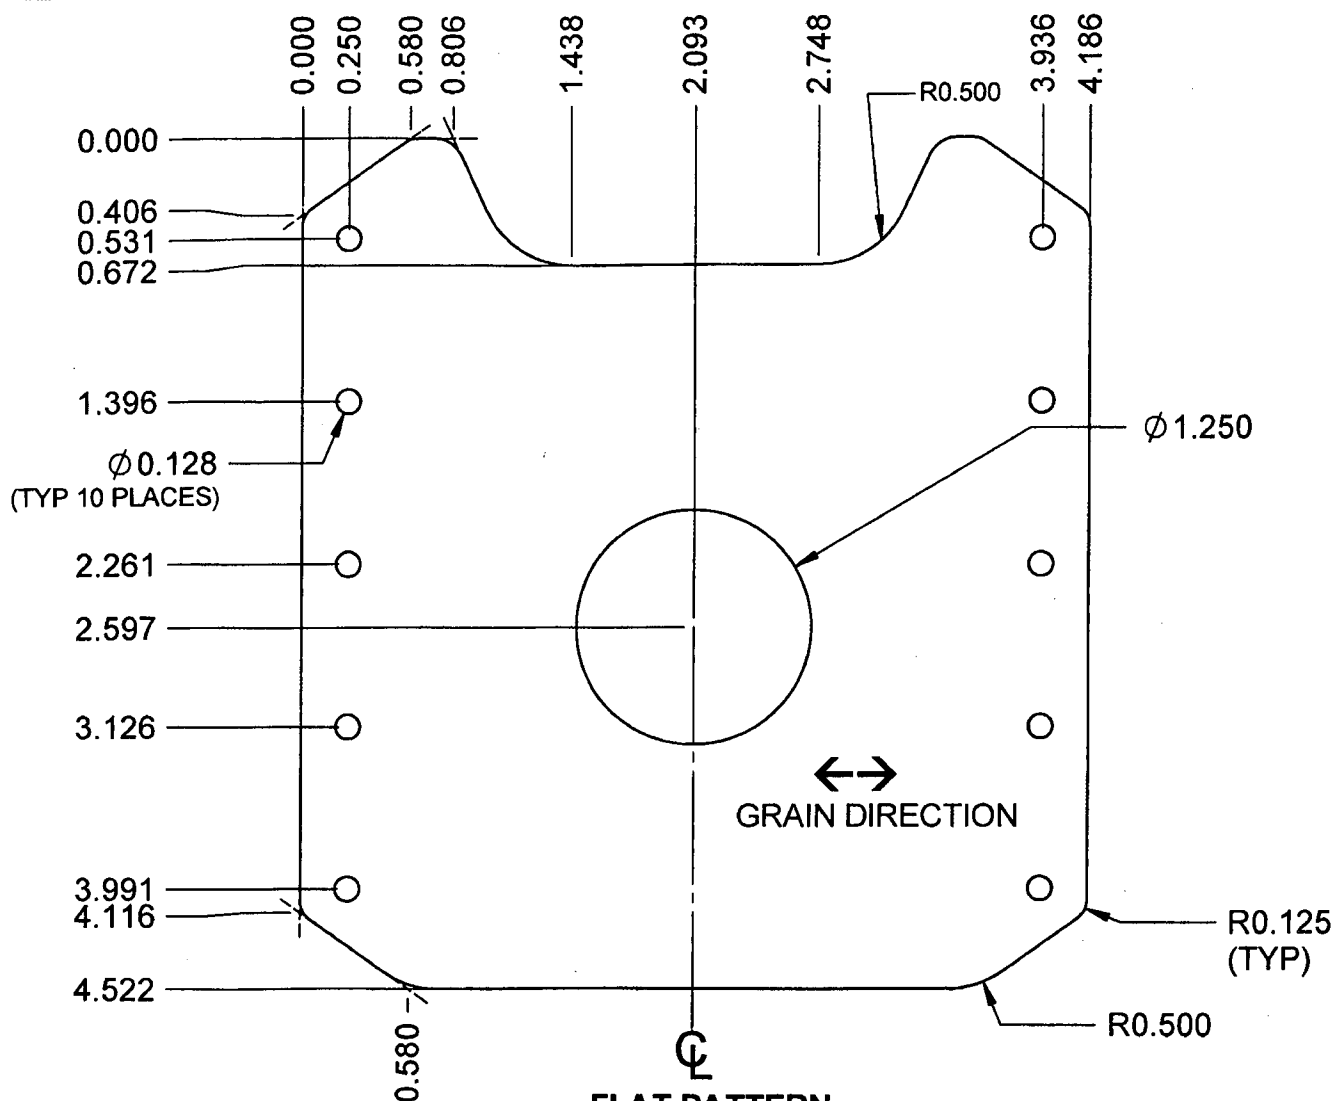 0.000
0.250
0.580
0.806
1.438
2.093
2.748
3.936
4.186
R0.500
0.000
0.406
0.531
0.672
1.396
Ø1.250
Ø0.128
(TYP 10 PLACES)
2.261
2.597
3.126
GRAIN DIRECTION
3.991
4.116
R0.125
(TYP)
4.522
R0.500
0.580
CL
FLAT PATTERN